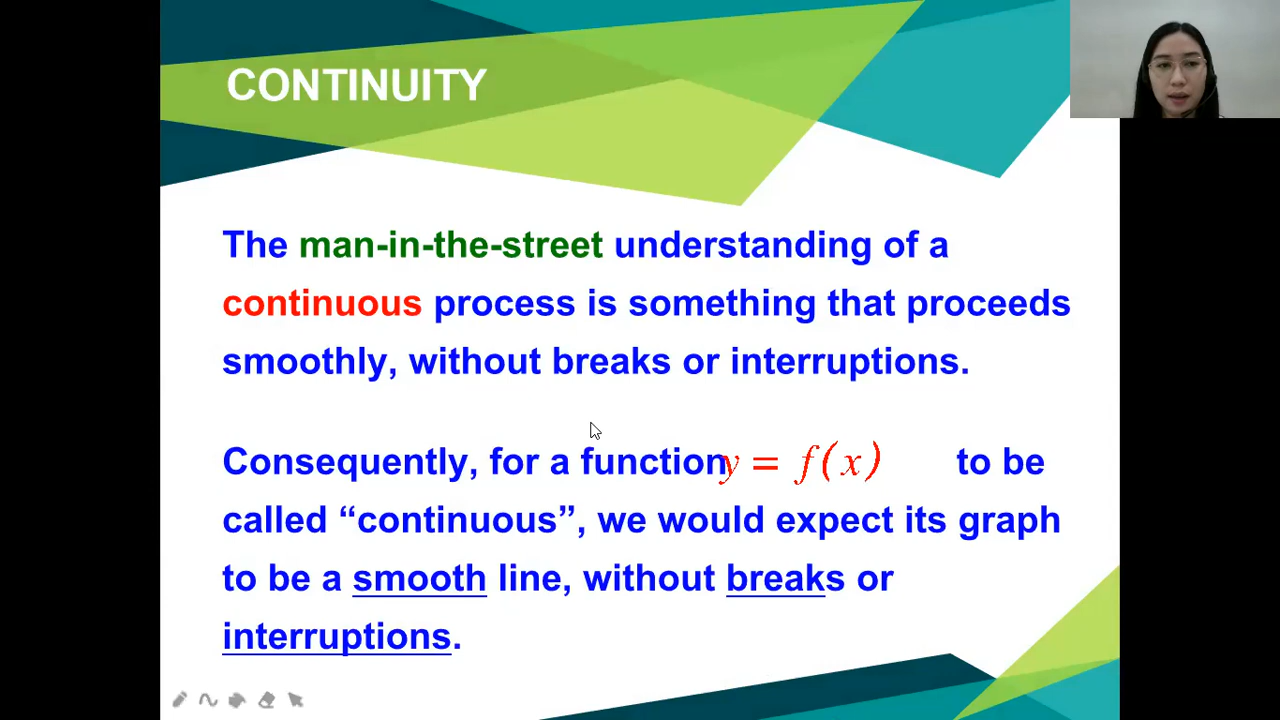 CONTINUITY
The man-in-the-street understanding of a
continuous process is something that proceeds
smoothly, without breaks or interruptions.
Consequently, for a function y = f(x) to be
called “continuous”, we would expect its graph
to be a smooth line, without breaks or
interruptions.